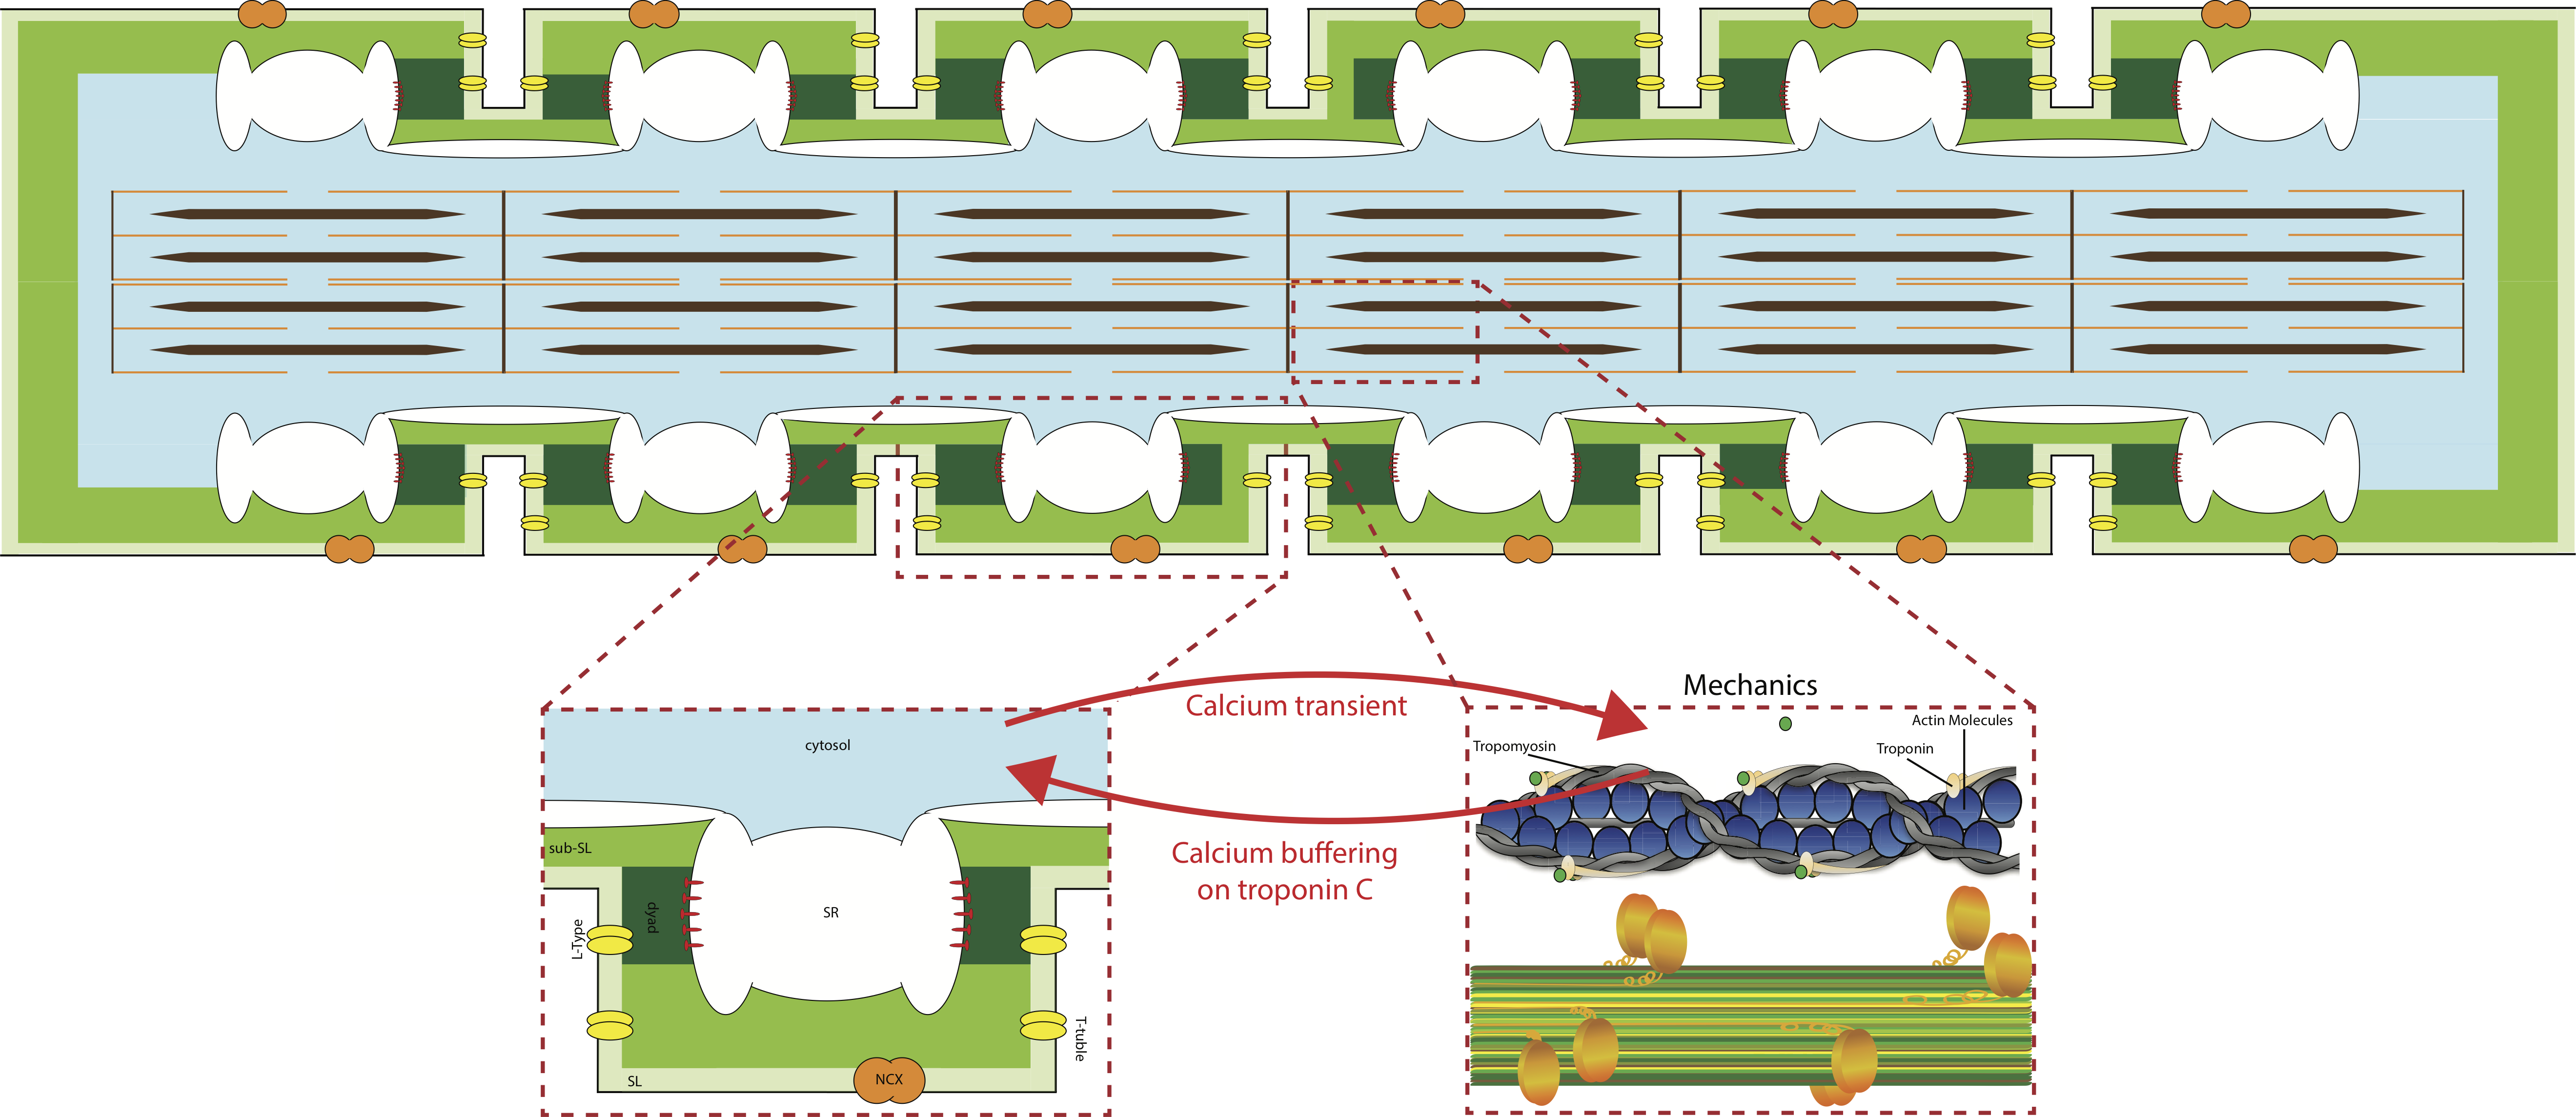 Mechanics
Calcium transient
Calcium buffering
on troponin C
cytosol
sub-SL
dyad
SR
L-Type
T-tuble
SL
NCX
Actin Molecules
Tropomyosin
Troponin